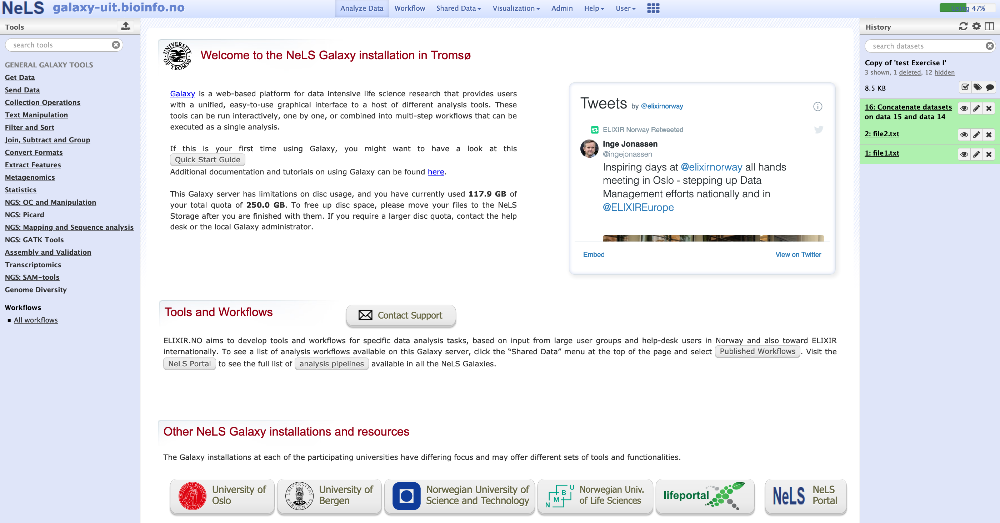 NeLS galaxy-uit.bioinfo.no
Analyze Data Workflow Shared Data Visualization Admin Help User
Using 47%
Tools
search tools
GENERAL GALAXY TOOLS
Get Data
Send Data
Collection Operations
Text Manipulation
Filter and Sort
Join, Subtract and Group
Convert Formats
Extract Features
Metagenomics
Statistics
NGS: QC and Manipulation
NGS: Picard
NGS: Mapping and Sequence analysis
NGS: GATK Tools
Assembly and Validation
Transcriptomics
NGS: SAM-tools
Genome Diversity
Workflows
All workflows
UNIVERSITY OF TROMSØ
Welcome to the NeLS Galaxy installation in Tromsø
Galaxy is a web-based platform for data intensive life science research that provides users
with a unified, easy-to-use graphical interface to a host of different analysis tools. These
tools can be run interactively, one by one, or combined into multi-step workflows that can be
executed as a single analysis.
If this is your first time using Galaxy, you might want to have a look at this
Quick Start Guide
Additional documentation and tutorials on using Galaxy can be found here.
This Galaxy server has limitations on disc usage, and you have currently used 117.9 GB of
your total quota of 250.0 GB. To free up disc space, please move your files to the NeLS
Storage after you are finished with them. If you require a larger disc quota, contact the help
desk or the local Galaxy administrator.
Tweets by @elixirnorway
ELIXIR Norway Retweeted
Inge Jonassen
@ingejonassen
Inspiring days at @elixirnorway all hands
meeting in Oslo - stepping up Data
Management efforts nationally and in
@ELIXIREurope
Embed
View on Twitter
Tools and Workflows
Contact Support
ELIXIR.NO aims to develop tools and workflows for specific data analysis tasks, based on input from large user groups and help-desk users in Norway and also toward ELIXIR
internationally. To see a list of analysis workflows available on this Galaxy server, click the “Shared Data” menu at the top of the page and select Published Workflows. Visit the
NeLS Portal to see the full list of analysis pipelines available in all the NeLS Galaxies.
Other NeLS Galaxy installations and resources
The Galaxy installations at each of the participating universities have differing focus and may offer different sets of tools and functionalities.
UNIVERSITAS OSLOENSIS
MDCCCXI
University of
Oslo
UNIVERSITAS BERGENSIS
University of
Bergen
Norwegian University of
Science and Technology
N M B U
Norwegian Univ.
of Life Sciences
lifeportal
NeLS
NeLS
Portal
History
search datasets
Copy of 'test Exercise I'
3 shown, 1 deleted, 12 hidden
8.5 KB
16: Concatenate datasets
on data 15 and data 14
2: file2.txt
1: file1.txt